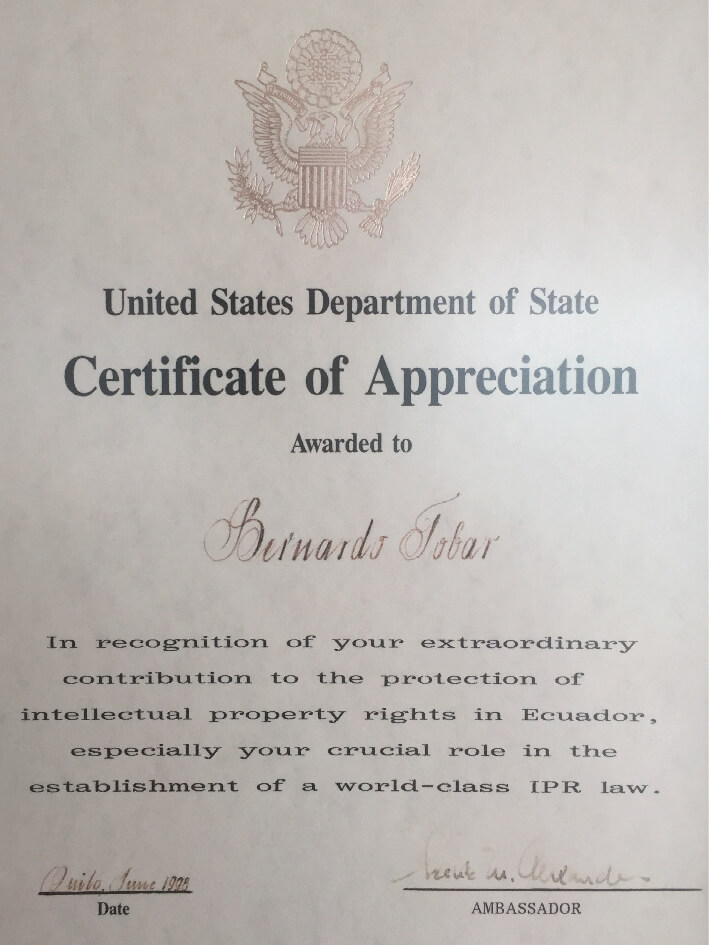 United States Department of State
Certificate of Appreciation
Awarded to
Bernardo Tobar
In recognition of your extraordinary
contribution to the protection of
intellectual property rights in Ecuador,
especially your crucial role in the
establishment of a world-class IPR law.
Quito, June 1998
Date
AMBASSADOR